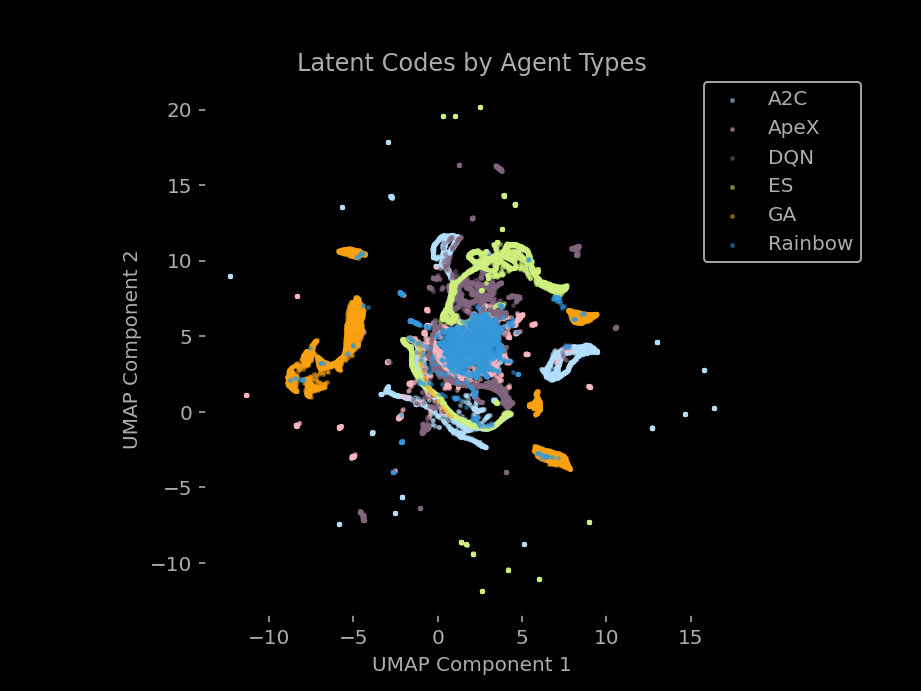 Latent Codes by Agent Types
A2C
ApeX
DQN
ES
GA
Rainbow
20
15
10
5
0
−5
−10
UMAP Component 2
−10 −5 0 5 10 15
UMAP Component 1